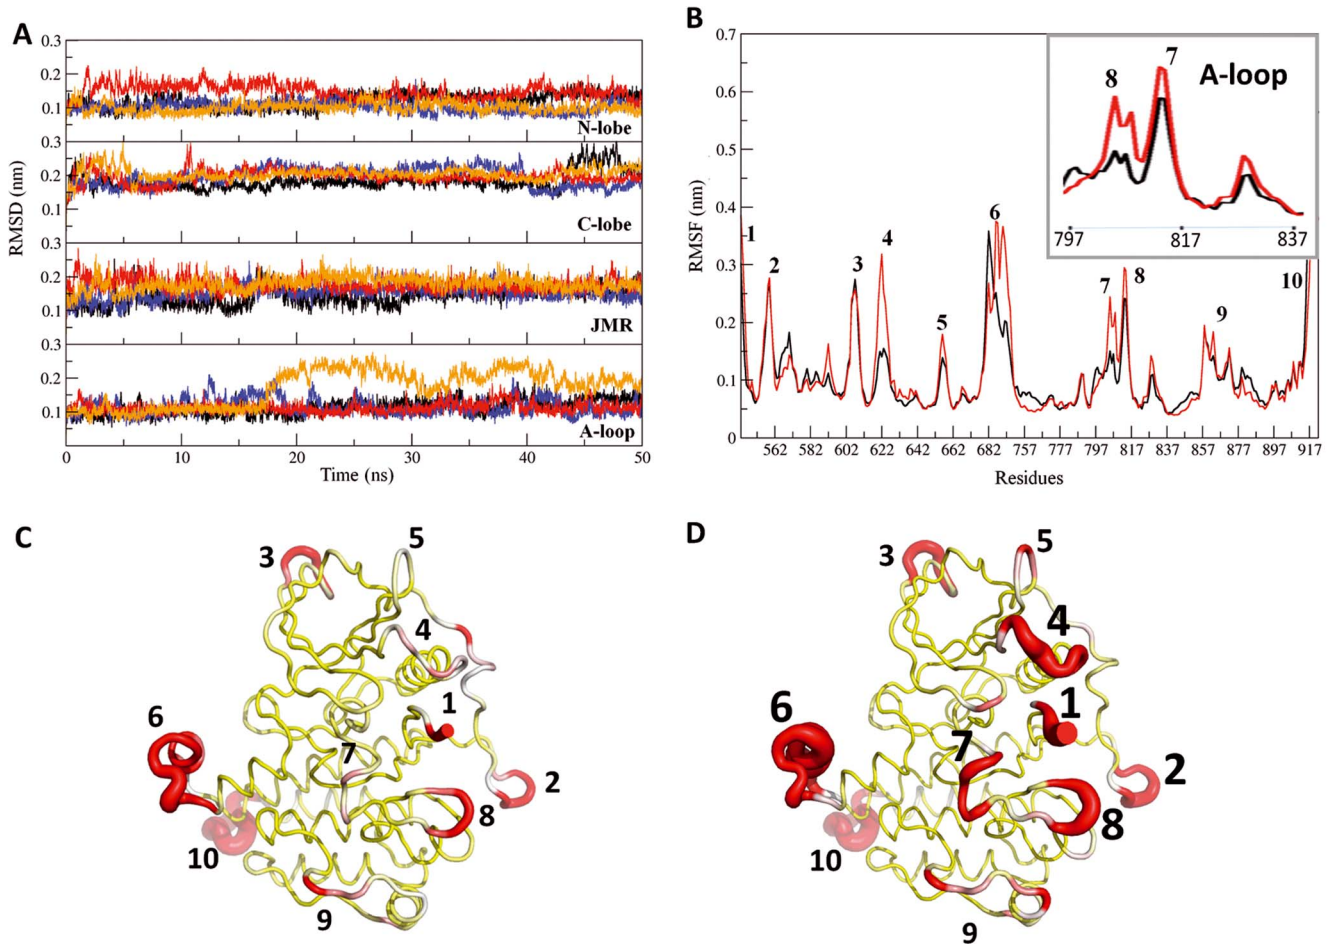 A
0.3
0.2
0.1
N-lobe
0.3
0.2
0.1
C-lobe
0.3
0.2
0.1
JMR
0.3
0.2
0.1
A-loop
RMSD (nm)
0 10 20 30 40 50
Time (ns)
B
0.7
0.6
0.5
0.4
0.3
0.2
0.1
0
RMSF (nm)
1 2 3 4 5 6 7 8 9 10
562 582 602 622 642 662 682 757 777 797 817 837 857 877 897 917
Residues
A-loop
8 7
797 817 837
C
3 5 4 1 6 7 2 8 10 9
D
3 5 4 1 6 7 2 8 10 9